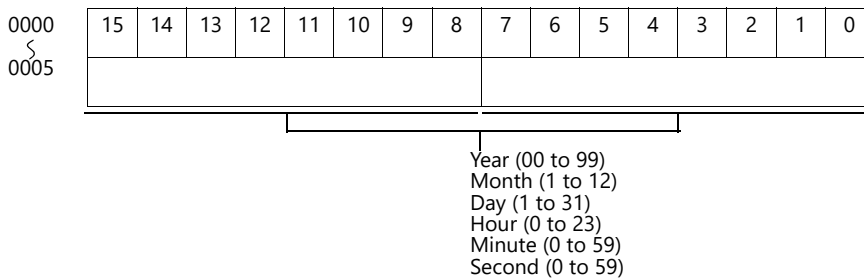 0000 15 14 13 12 11 10 9 8 7 6 5 4 3 2 1 0
0005
Year (00 to 99)
Month (1 to 12)
Day (1 to 31)
Hour (0 to 23)
Minute (0 to 59)
Second (0 to 59)